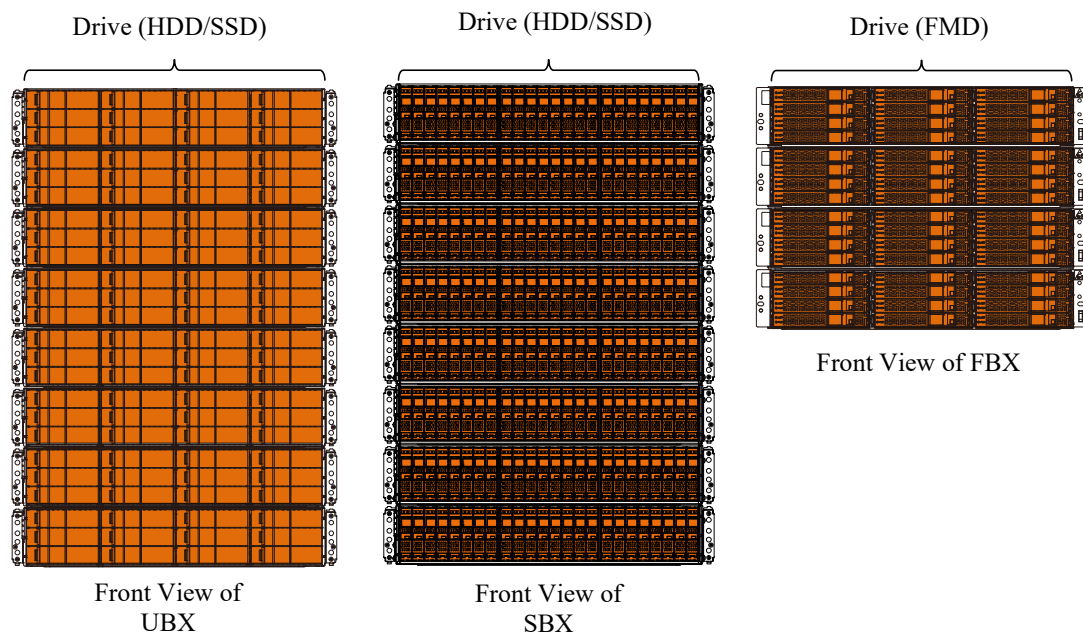 Drive (HDD/SSD)
Drive (HDD/SSD)
Drive (FMD)
Front View of FBX
Front View of
UBX
Front View of
SBX